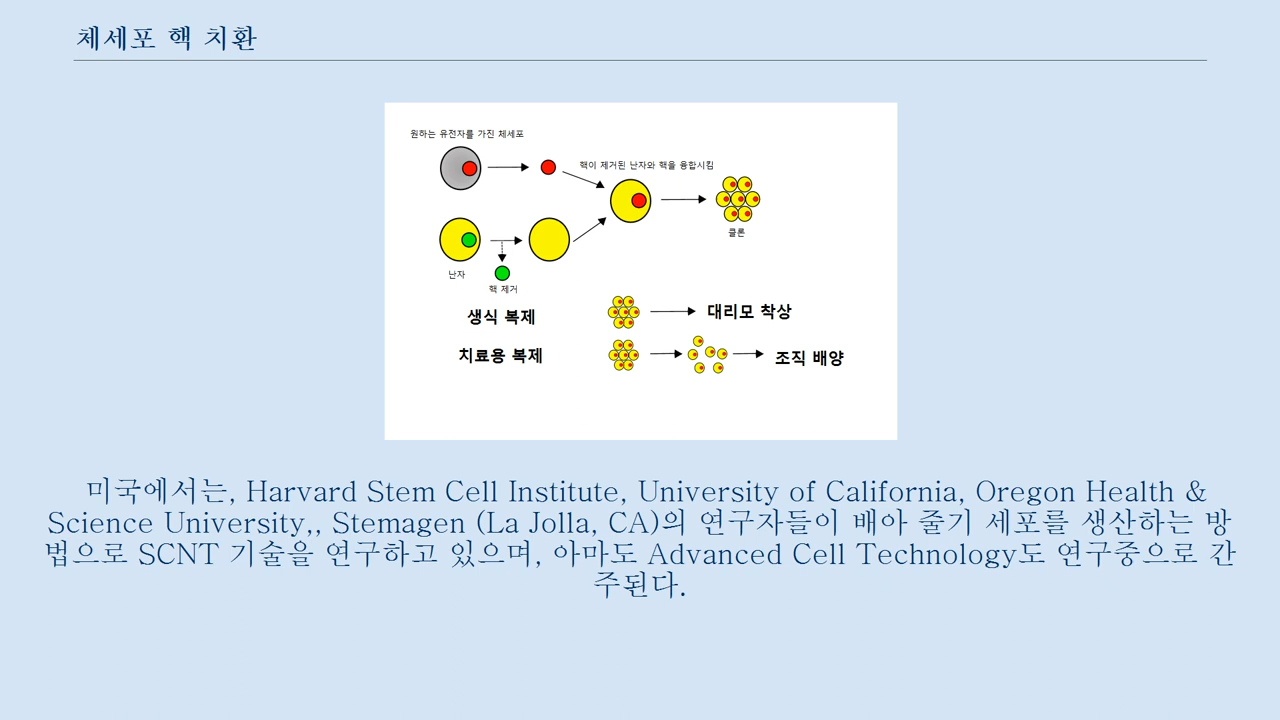 체세포 핵 치환
원하는 유전자를 가진 체세포
핵이 제거된 난자와 핵을 융합시킴
클론
난자
핵 제거
생식 복제
대리모 착상
치료용 복제
조직 배양
미국에서는, Harvard Stem Cell Institute, University of California, Oregon Health &
Science University,, Stemagen (La Jolla, CA)의 연구자들이 배아 줄기 세포를 생산하는 방
법으로 SCNT 기술을 연구하고 있으며, 아마도 Advanced Cell Technology도 연구중으로 간
주된다.